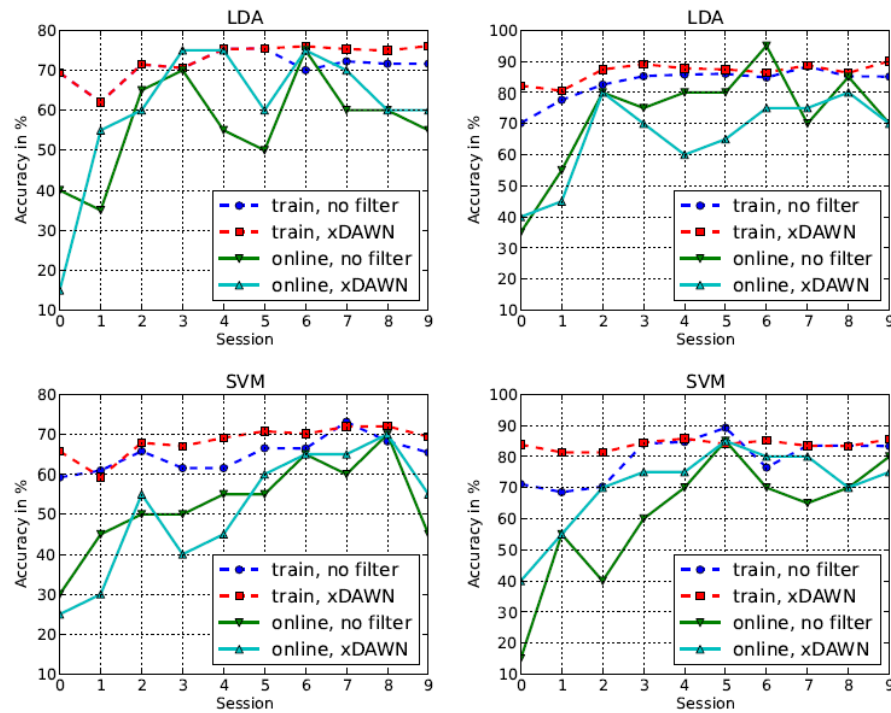 LDA
80
70
60
50
40
30
20
10
Accuracy in %
train, no filter
train, xDAWN
online, no filter
online, xDAWN
0 1 2 3 4 5 6 7 8 9
Session
LDA
100
90
80
70
60
50
40
30
20
10
Accuracy in %
train, no filter
train, xDAWN
online, no filter
online, xDAWN
0 1 2 3 4 5 6 7 8 9
Session
SVM
80
70
60
50
40
30
20
10
Accuracy in %
train, no filter
train, xDAWN
online, no filter
online, xDAWN
0 1 2 3 4 5 6 7 8 9
Session
SVM
100
90
80
70
60
50
40
30
20
10
Accuracy in %
train, no filter
train, xDAWN
online, no filter
online, xDAWN
0 1 2 3 4 5 6 7 8 9
Session